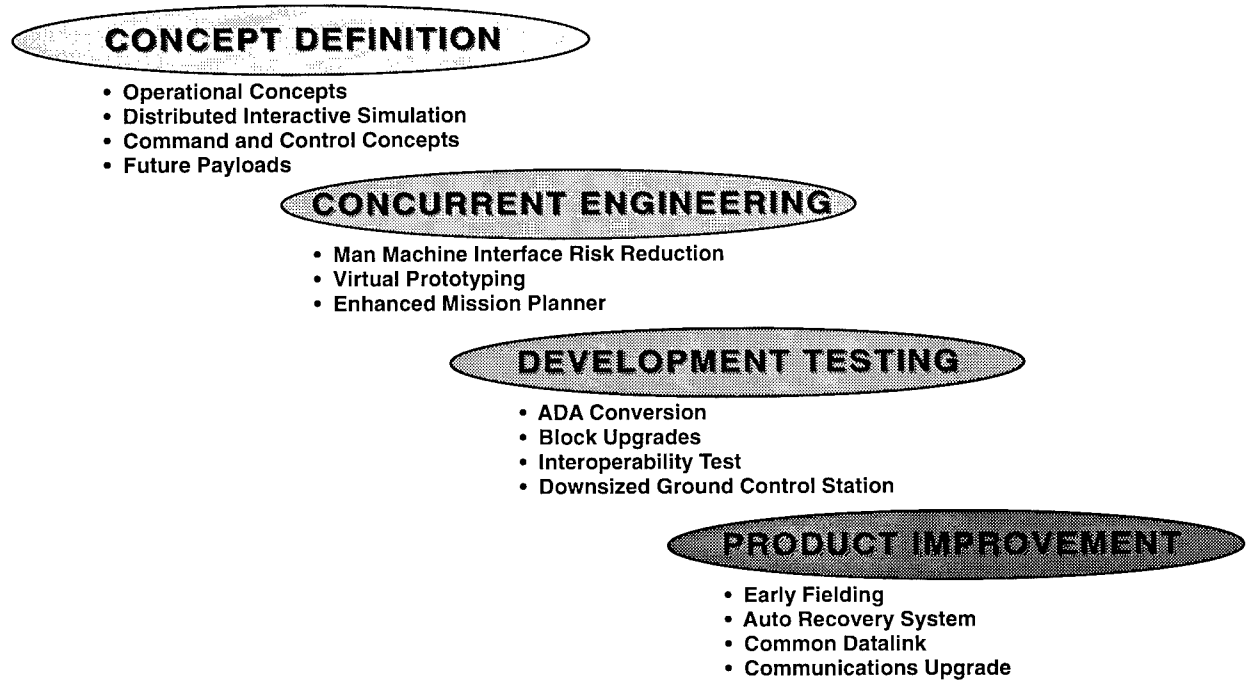 CONCEPT DEFINITION
• Operational Concepts
• Distributed Interactive Simulation
• Command and Control Concepts
• Future Payloads
CONCURRENT ENGINEERING
• Man Machine Interface Risk Reduction
• Virtual Prototyping
• Enhanced Mission Planner
DEVELOPMENT TESTING
• ADA Conversion
• Block Upgrades
• Interoperability Test
• Downsized Ground Control Station
PRODUCT IMPROVEMENT
• Early Fielding
• Auto Recovery System
• Common Datalink
• Communications Upgrade